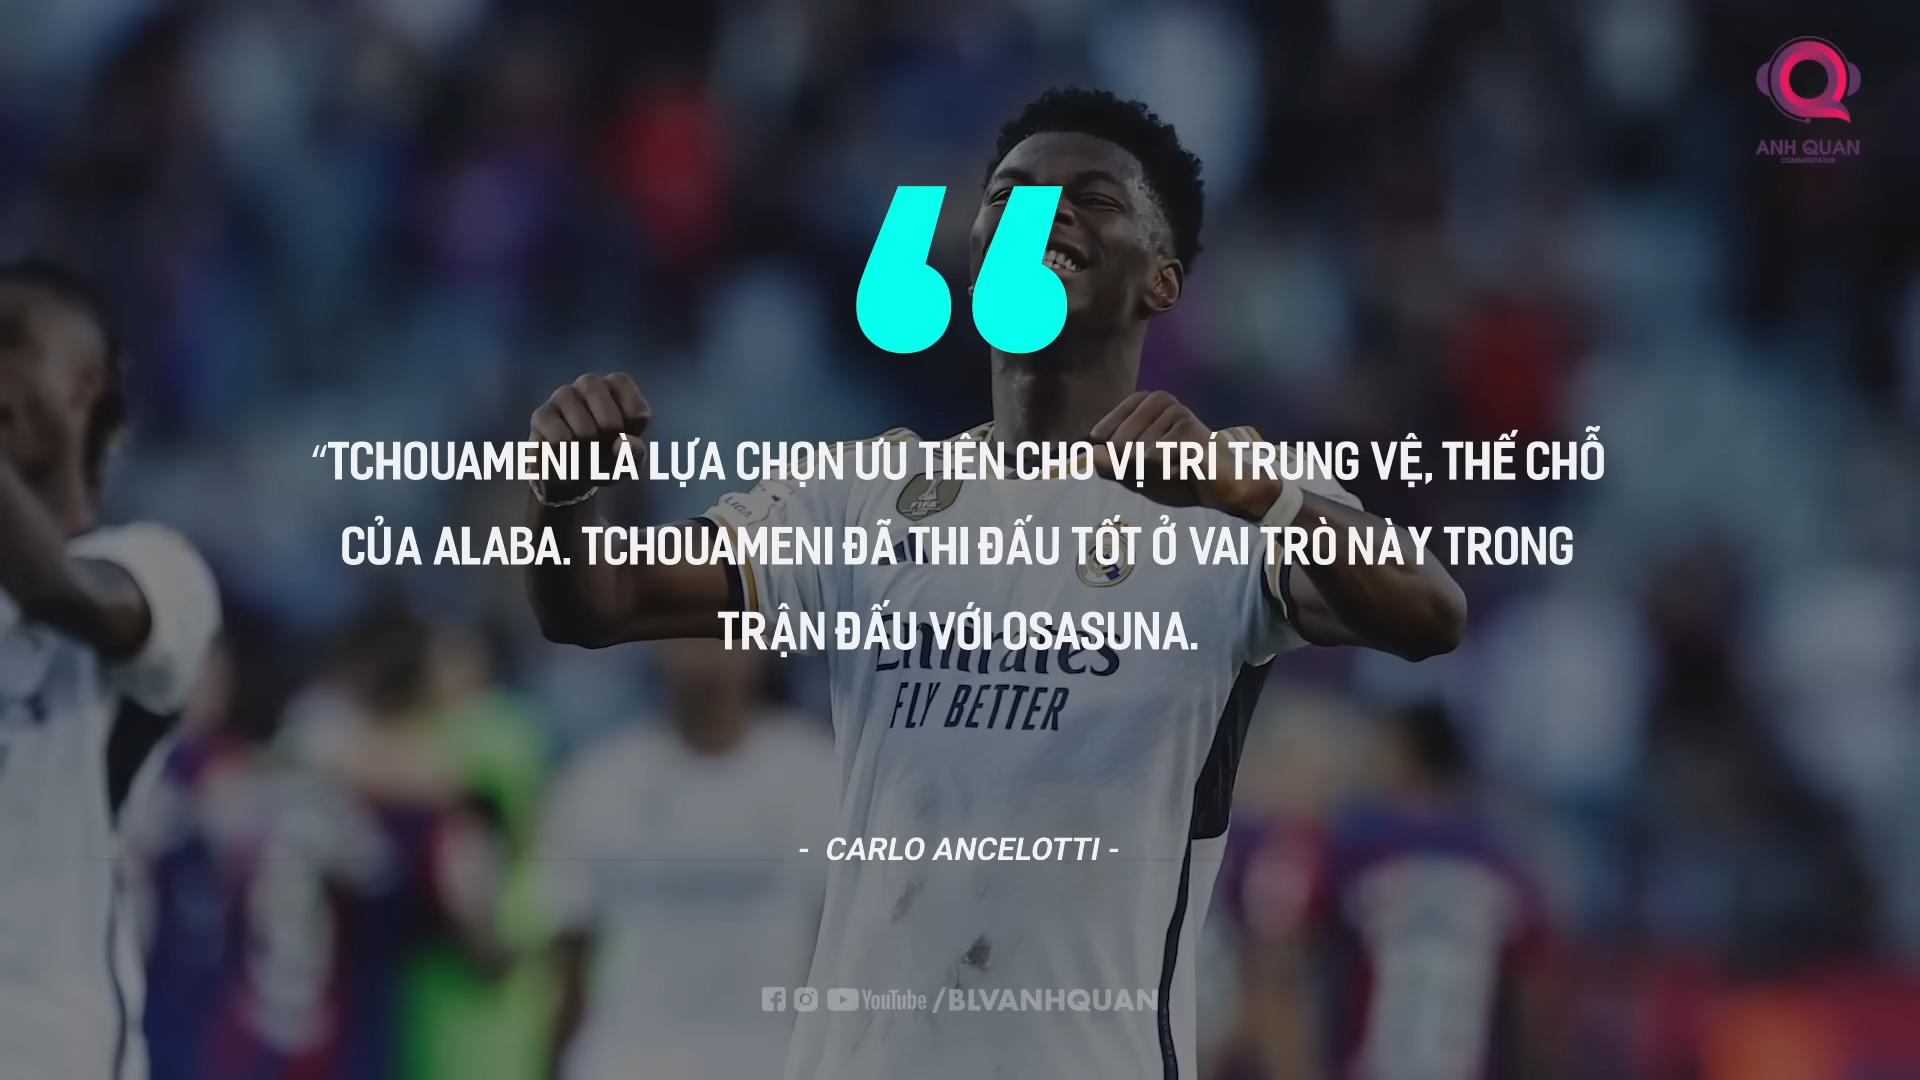 ANH QUAN
COMMENTATOR
“TCHOUAMENI LÀ LỰA CHỌN ƯU TIÊN CHO VỊ TRÍ TRUNG VỆ, THẾ CHỖ
CỦA ALABA. TCHOUAMENI ĐÃ THI ĐẤU TỐT Ở VAI TRÒ NÀY TRONG
TRẬN ĐẤU VỚI OSASUNA.
Emirates
FLY BETTER
- CARLO ANCELOTTI -
YouTube /BLVANHQUAN